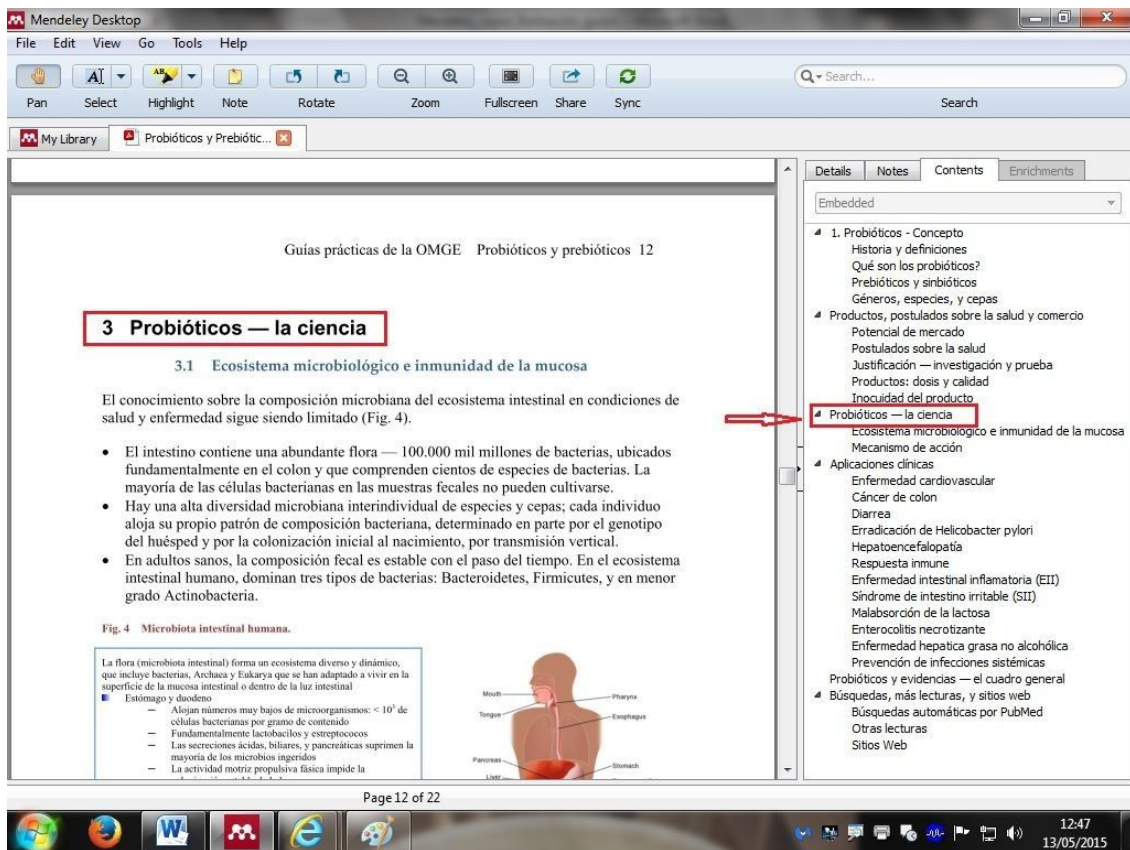 Mendeley Desktop
File Edit View Go Tools Help
Pan Select Highlight Note Rotate Zoom Fullscreen Share Sync
Search...
Search
My Library
Probióticos y Prebiótic...
Guías prácticas de la OMGE Probióticos y prebióticos 12
3 Probióticos — la ciencia
3.1 Ecosistema microbiológico e inmunidad de la mucosa
El conocimiento sobre la composición microbiana del ecosistema intestinal en condiciones de
salud y enfermedad sigue siendo limitado (Fig. 4).
• El intestino contiene una abundante flora — 100.000 mil millones de bacterias, ubicados
fundamentalmente en el colon y que comprenden cientos de especies de bacterias. La
mayoría de las células bacterianas en las muestras fecales no pueden cultivarse.
• Hay una alta diversidad microbiana interindividual de especies y cepas; cada individuo
aloja su propio patrón de composición bacteriana, determinado en parte por el genotipo
del huésped y por la colonización inicial al nacimiento, por transmisión vertical.
• En adultos sanos, la composición fecal es estable con el paso del tiempo. En el ecosistema
intestinal humano, dominan tres tipos de bacterias: Bacteroidetes, Firmicutes, y en menor
grado Actinobacteria.
Fig. 4 Microbiota intestinal humana.
La flora (microbiota intestinal) forma un ecosistema diverso y dinámico,
que incluye bacterias, Archaea y Eukarya que se han adaptado a vivir en la
superficie de la mucosa intestinal o dentro de la luz intestinal
Estómago y duodeno
— Alojan números muy bajos de microorganismos: < 10³ de
células bacterianas por gramo de contenido
— Fundamentalmente lactobacilos y estreptococos
— Las secreciones ácidas, biliares, y pancreáticas suprimen la
mayoría de los microbios ingeridos
— La actividad motriz propulsiva fásica impide la
Mouth
Pharynx
Tongue
Esophagus
Pancreas
Stomach
Liver
Details Notes Contents Enrichments
Embedded
1. Probióticos - Concepto
Historia y definiciones
Qué son los probióticos?
Prebióticos y sinbióticos
Géneros, especies, y cepas
Productos, postulados sobre la salud y comercio
Potencial de mercado
Postulados sobre la salud
Justificación — investigación y prueba
Productos: dosis y calidad
Inocuidad del producto
Probióticos — la ciencia
Ecosistema microbiológico e inmunidad de la mucosa
Mecanismo de acción
Aplicaciones clínicas
Enfermedad cardiovascular
Cáncer de colon
Diarrea
Erradicación de Helicobacter pylori
Hepatoencefalopatía
Respuesta inmune
Enfermedad intestinal inflamatoria (EII)
Síndrome de intestino irritable (SII)
Malabsorción de la lactosa
Enterocolitis necrotizante
Enfermedad hepatica grasa no alcohólica
Prevención de infecciones sistémicas
Probióticos y evidencias — el cuadro general
Búsquedas, más lecturas, y sitios web
Búsquedas automáticas por PubMed
Otras lecturas
Sitios Web
Page 12 of 22
12:47
13/05/2015